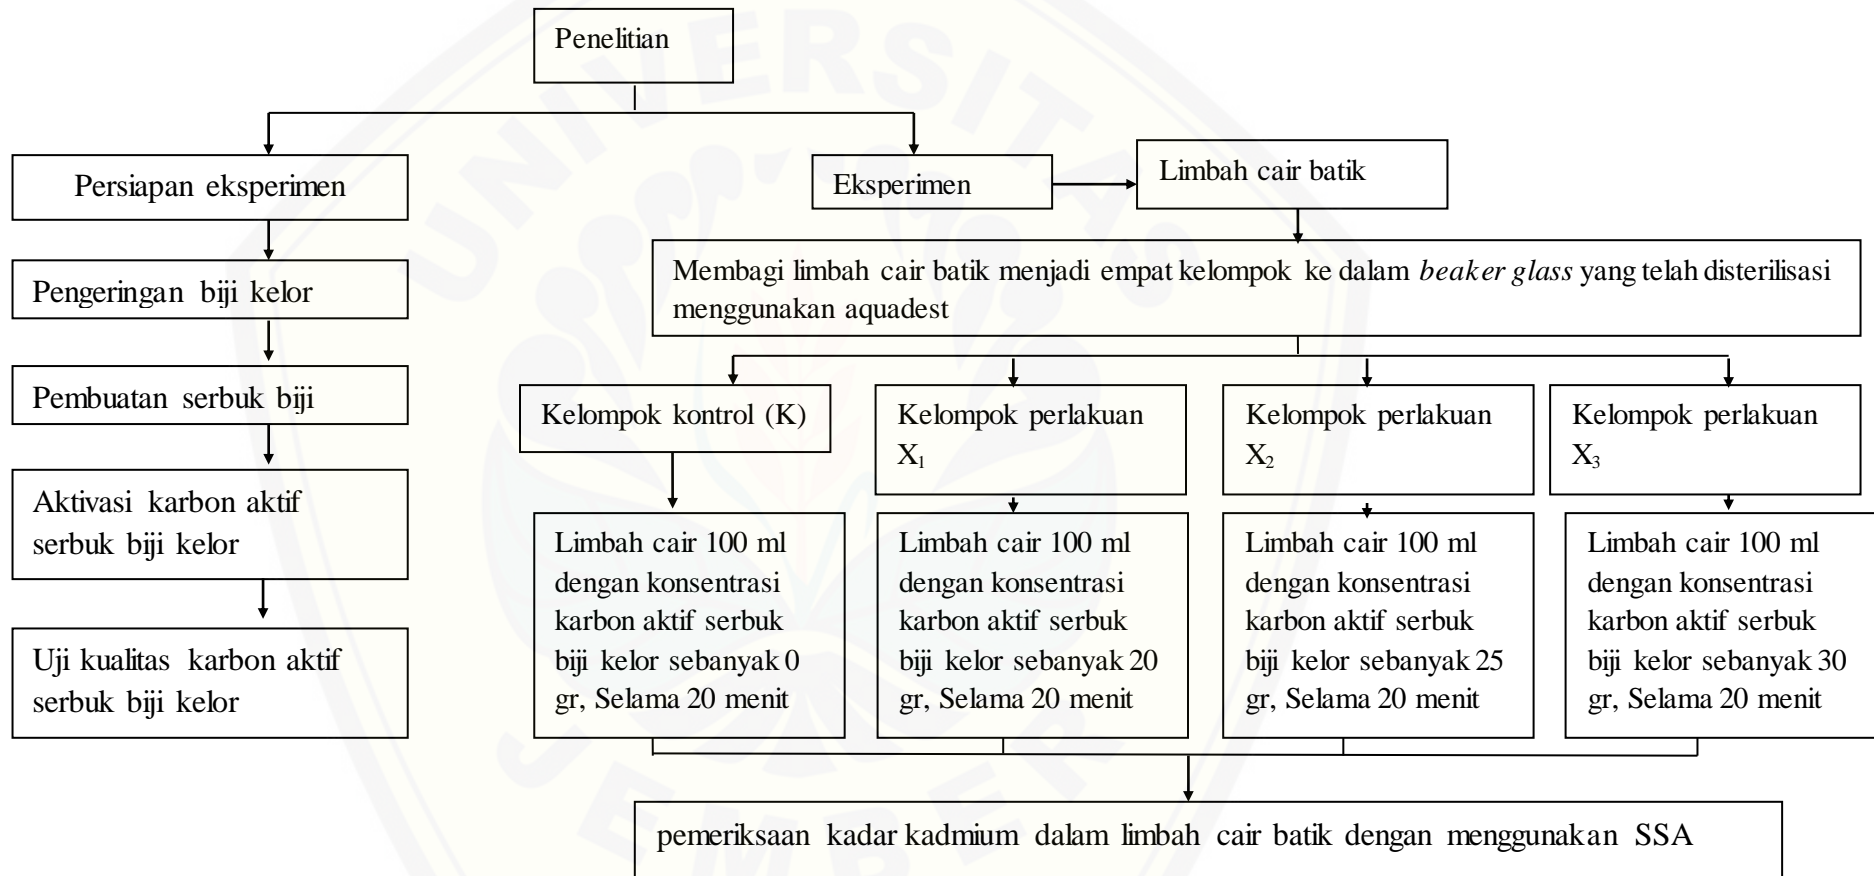 Penelitian
Persiapan eksperimen
Eksperimen
Limbah cair batik
Pengeringan biji kelor
Pembuatan serbuk biji
Aktivasi karbon aktif
serbuk biji kelor
Uji kualitas karbon aktif
serbuk biji kelor
Membagi limbah cair batik menjadi empat kelompok ke dalam beaker glass yang telah disterilisasi
menggunakan aquadest
Kelompok kontrol (K)
Kelompok perlakuan
X₁
Kelompok perlakuan
X₂
Kelompok perlakuan
X₃
Limbah cair 100 ml
dengan konsentrasi
karbon aktif serbuk
biji kelor sebanyak 0
gr, Selama 20 menit
Limbah cair 100 ml
dengan konsentrasi
karbon aktif serbuk
biji kelor sebanyak 20
gr, Selama 20 menit
Limbah cair 100 ml
dengan konsentrasi
karbon aktif serbuk
biji kelor sebanyak 25
gr, Selama 20 menit
Limbah cair 100 ml
dengan konsentrasi
karbon aktif serbuk
biji kelor sebanyak 30
gr, Selama 20 menit
pemeriksaan kadar kadmium dalam limbah cair batik dengan menggunakan SSA
UNIVERSITAS
JEMBER